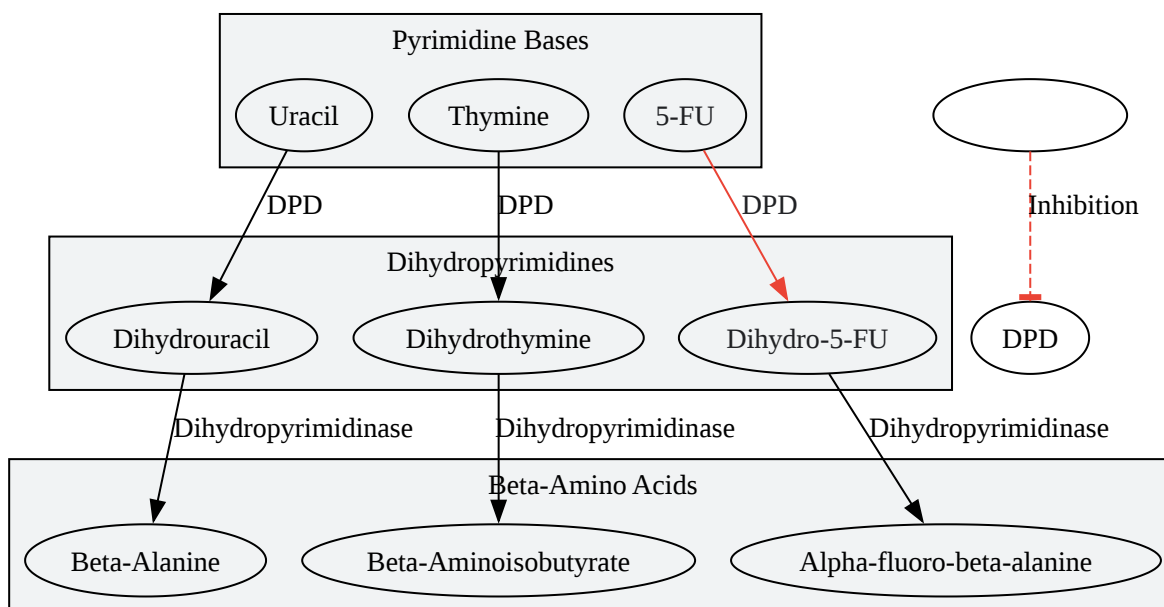 Pyrimidine Bases
Uracil
Thymine
5-FU
DPD
DPD
DPD
Inhibition
Dihydropyrimidines
Dihydrouracil
Dihydrothymine
Dihydro-5-FU
DPD
Dihydropyrimidinase
Dihydropyrimidinase
Dihydropyrimidinase
Beta-Amino Acids
Beta-Alanine
Beta-Aminoisobutyrate
Alpha-fluoro-beta-alanine